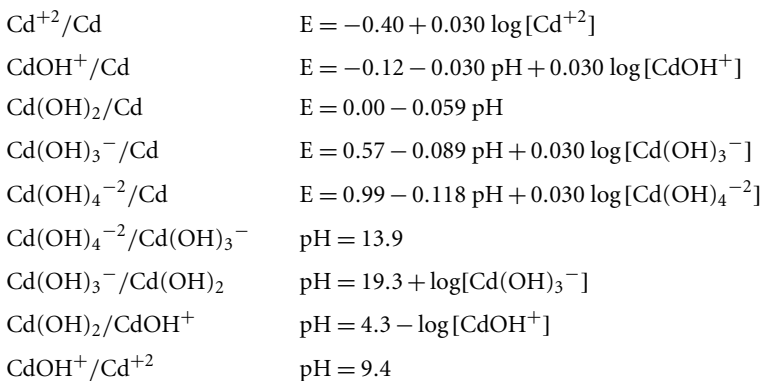 Cd⁺²/Cd E = −0.40 + 0.030 log[Cd⁺²]
CdOH⁺/Cd E = −0.12 − 0.030 pH + 0.030 log[CdOH⁺]
Cd(OH)₂/Cd E = 0.00 − 0.059 pH
Cd(OH)₃⁻/Cd E = 0.57 − 0.089 pH + 0.030 log[Cd(OH)₃⁻]
Cd(OH)₄⁻²/Cd E = 0.99 − 0.118 pH + 0.030 log[Cd(OH)₄⁻²]
Cd(OH)₄⁻²/Cd(OH)₃⁻ pH = 13.9
Cd(OH)₃⁻/Cd(OH)₂ pH = 19.3 + log[Cd(OH)₃⁻]
Cd(OH)₂/CdOH⁺ pH = 4.3 − log[CdOH⁺]
CdOH⁺/Cd⁺² pH = 9.4